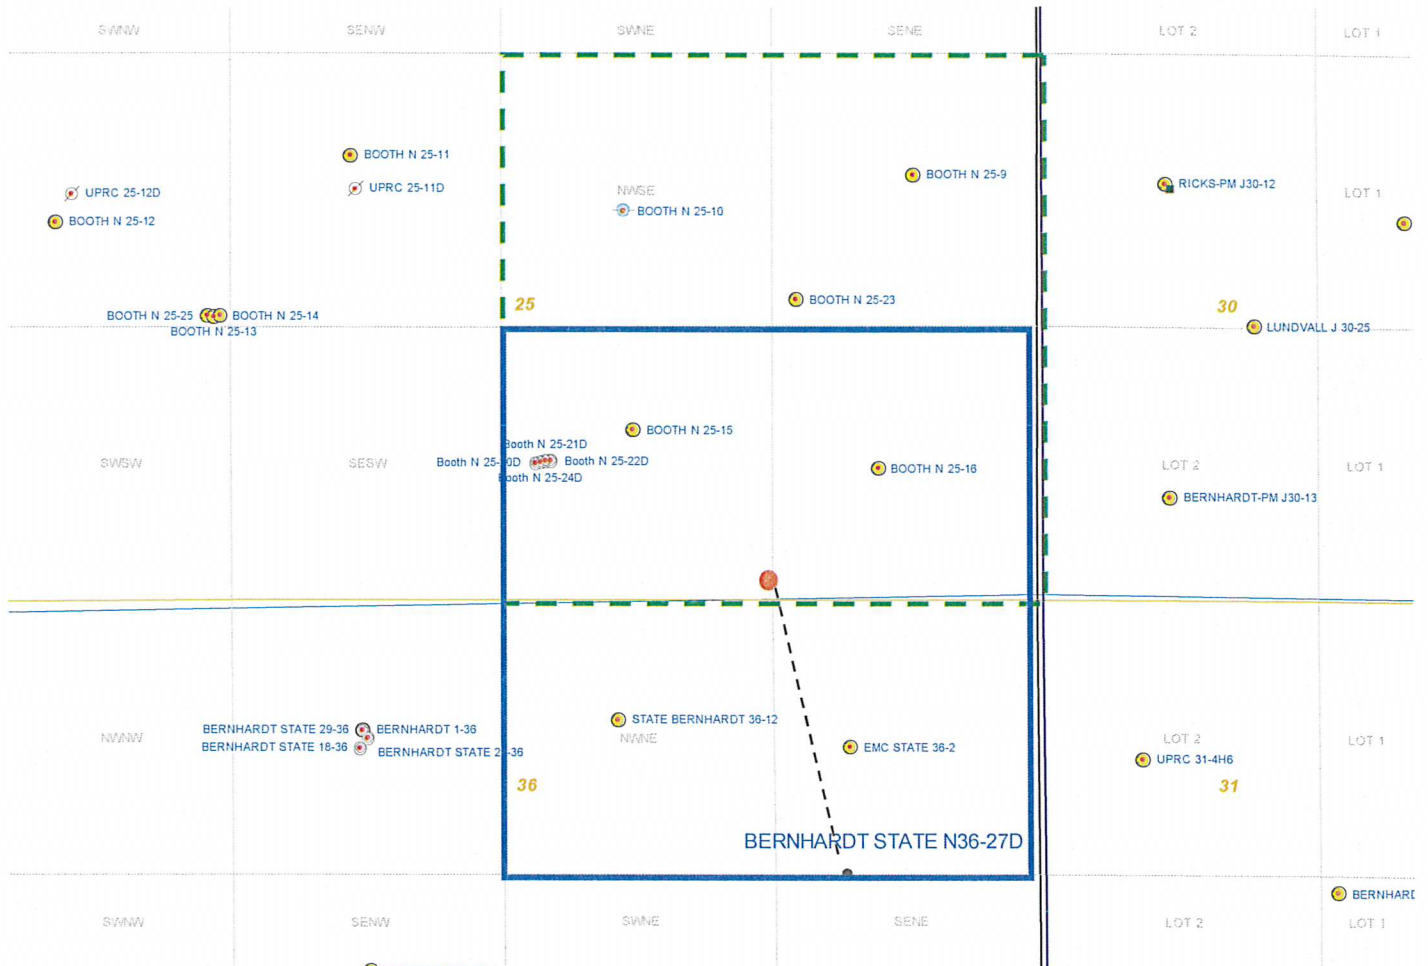 SWNW
SENW
SWNE
SENE
LOT 2
LOT 1
BOOTH N 25-11
UPRC 25-12D
UPRC 25-11D
BOOTH N 25-12
NWSE
BOOTH N 25-10
BOOTH N 25-9
RICKS-PM J30-12
LOT 1
BOOTH N 25-25
BOOTH N 25-14
BOOTH N 25-13
25
BOOTH N 25-23
30
LUNDVALL J 30-25
BOOTH N 25-15
Booth N 25-21D
Booth N 25-22D
Booth N 25-24D
BOOTH N 25-16
SWSW
SESW
LOT 2
LOT 1
BERNHARDT-PM J30-13
BERNHARDT STATE 29-36
BERNHARDT 1-36
BERNHARDT STATE 18-36
NWNW
STATE BERNHARDT 36-12
NWNE
EMC STATE 36-2
LOT 2
LOT 1
UPRC 31-4H6
36
31
BERNHARDT STATE N36-27D
BERNHARD
SWNW
SENW
SWNE
SENE
LOT 2
LOT 1